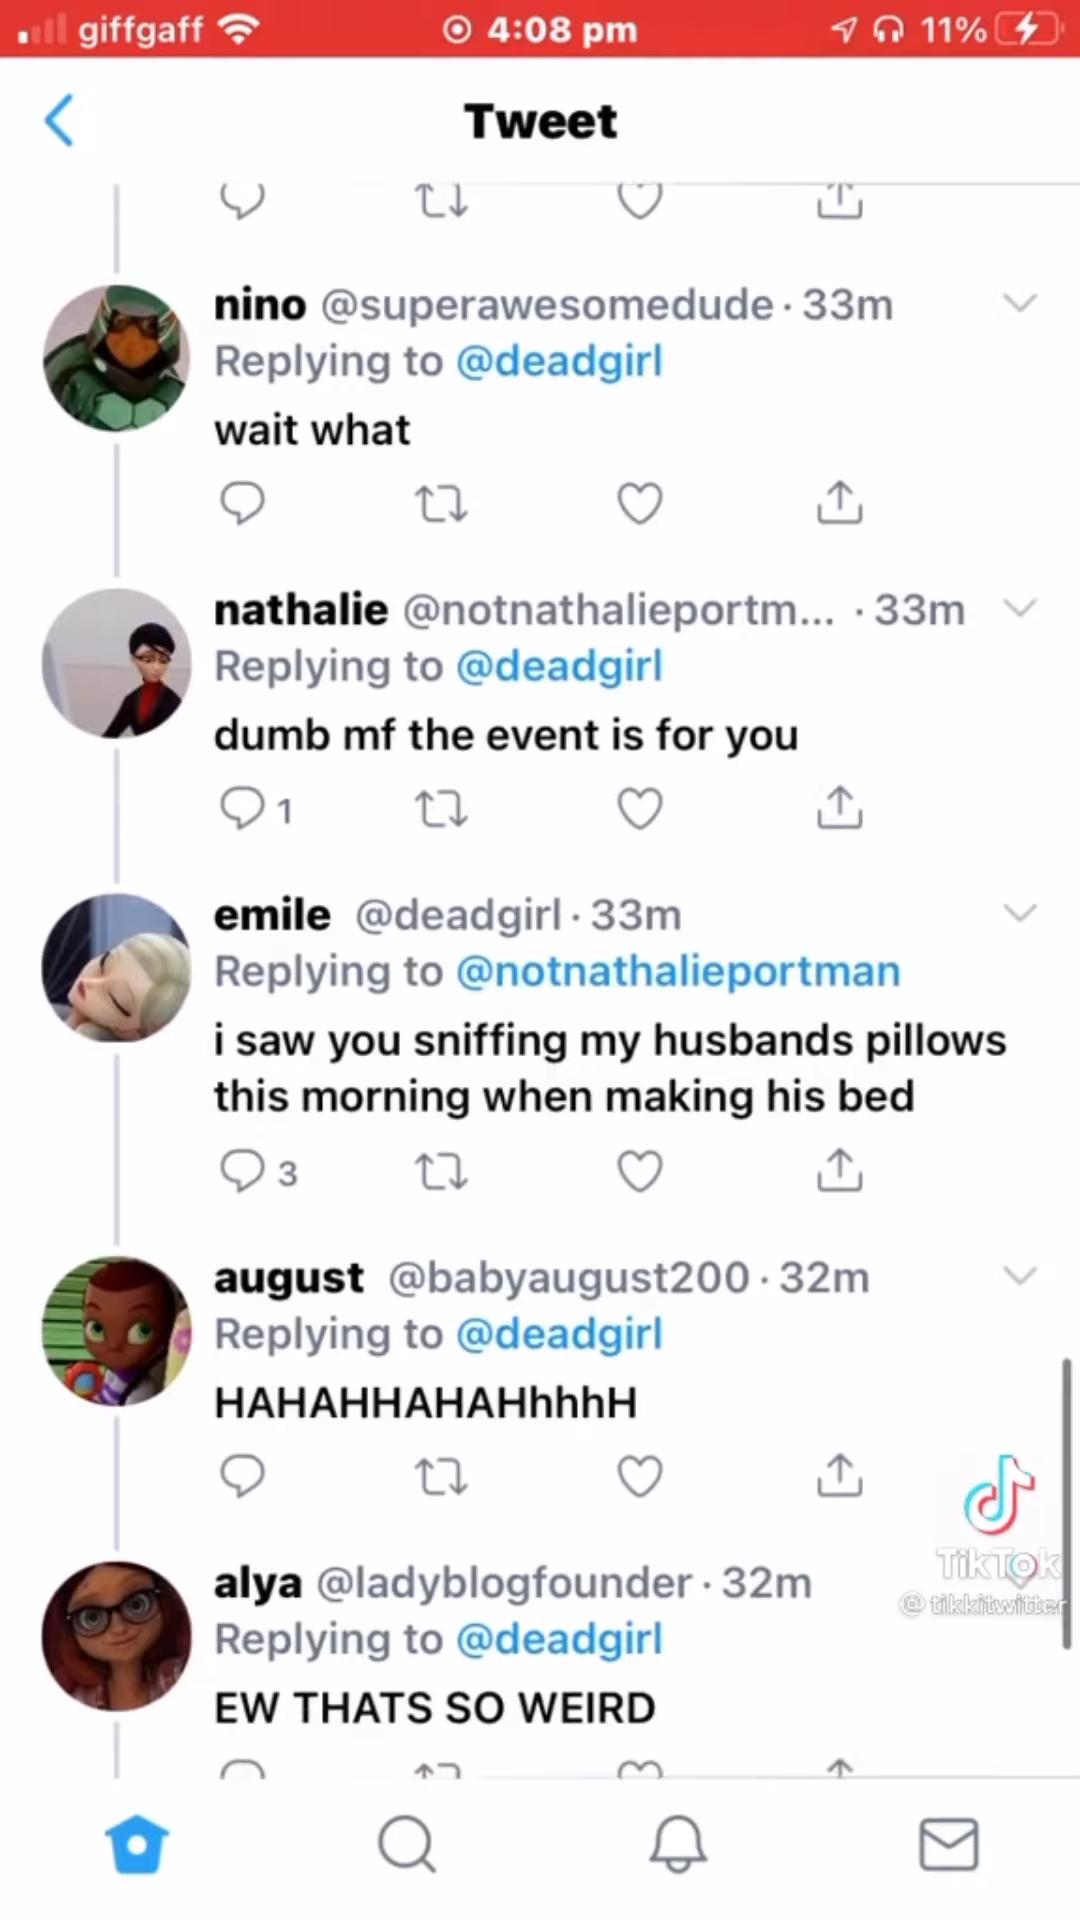 giffgaff 4:08 pm 11%
Tweet
nino @superawesomedude · 33m
Replying to @deadgirl
wait what
nathalie @notnathalieportm... · 33m
Replying to @deadgirl
dumb mf the event is for you
1
emile @deadgirl · 33m
Replying to @notnathalieportman
i saw you sniffing my husbands pillows
this morning when making his bed
3
august @babyaugust200 · 32m
Replying to @deadgirl
HAHAHHAHAHhhhH
TikTok
@tikkitwitter
alya @ladyblogfounder · 32m
Replying to @deadgirl
EW THATS SO WEIRD